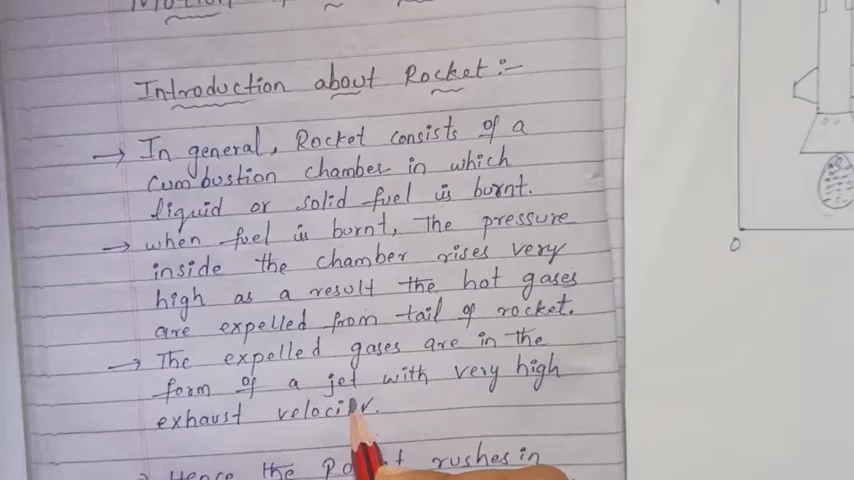 Motion
Introduction about Rocket:-
→ In general, Rocket consists of a
combustion chamber in which
liquid or solid fuel is burnt.
→ when fuel is burnt, The pressure
inside the chamber rises very
high as a result the hot gases
are expelled from tail of rocket.
→ The expelled gases are in the
form of a jet with very high
exhaust velocity.
→ Hence the rushes in
0